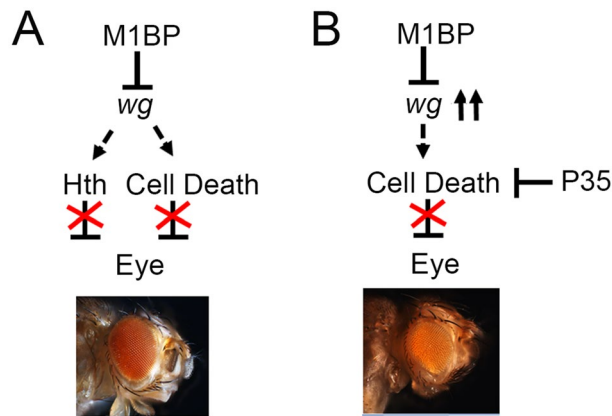 A
M1BP
wg
Hth Cell Death
Eye
B
M1BP
wg
Cell Death P35
Eye